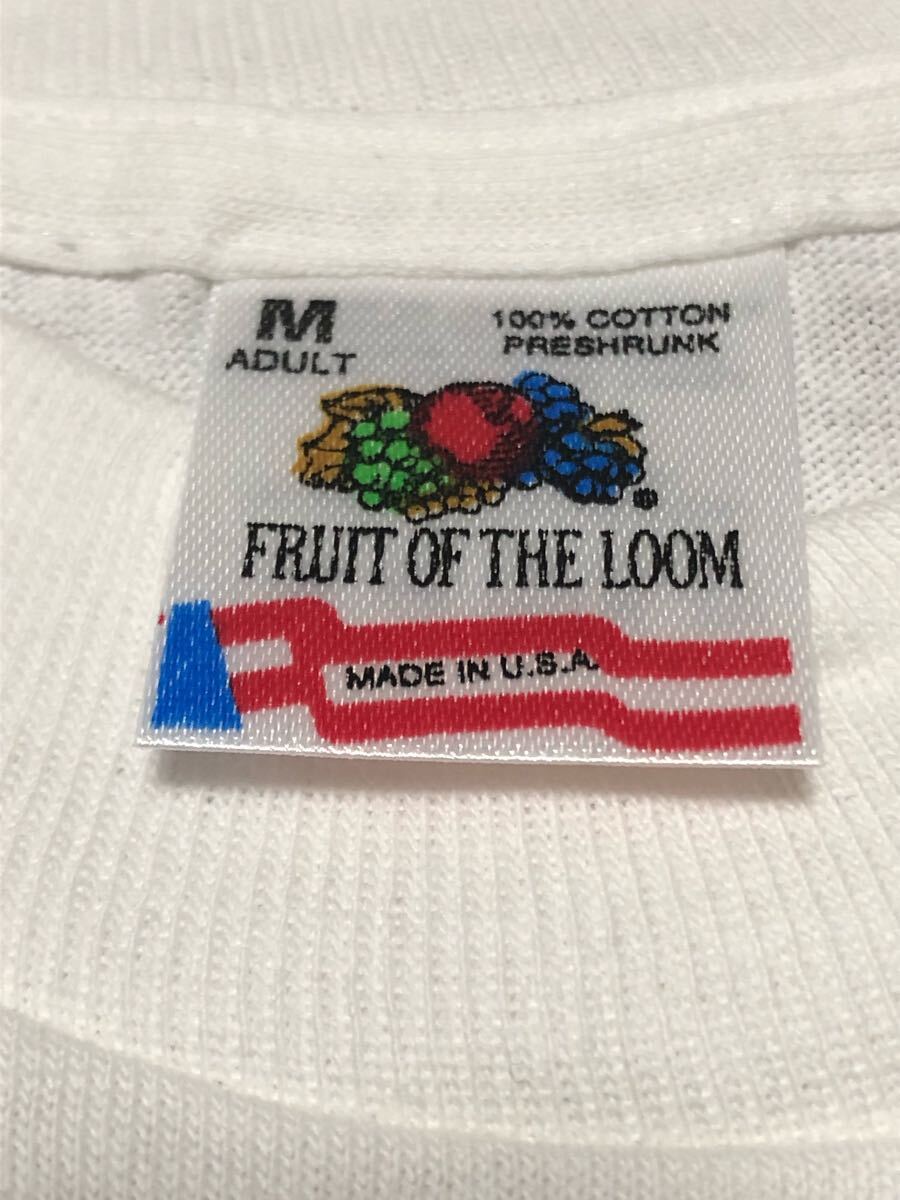 M
ADULT
100% COTTON
PRESHRUNK
®
FRUIT OF THE LOOM
MADE IN U.S.A.